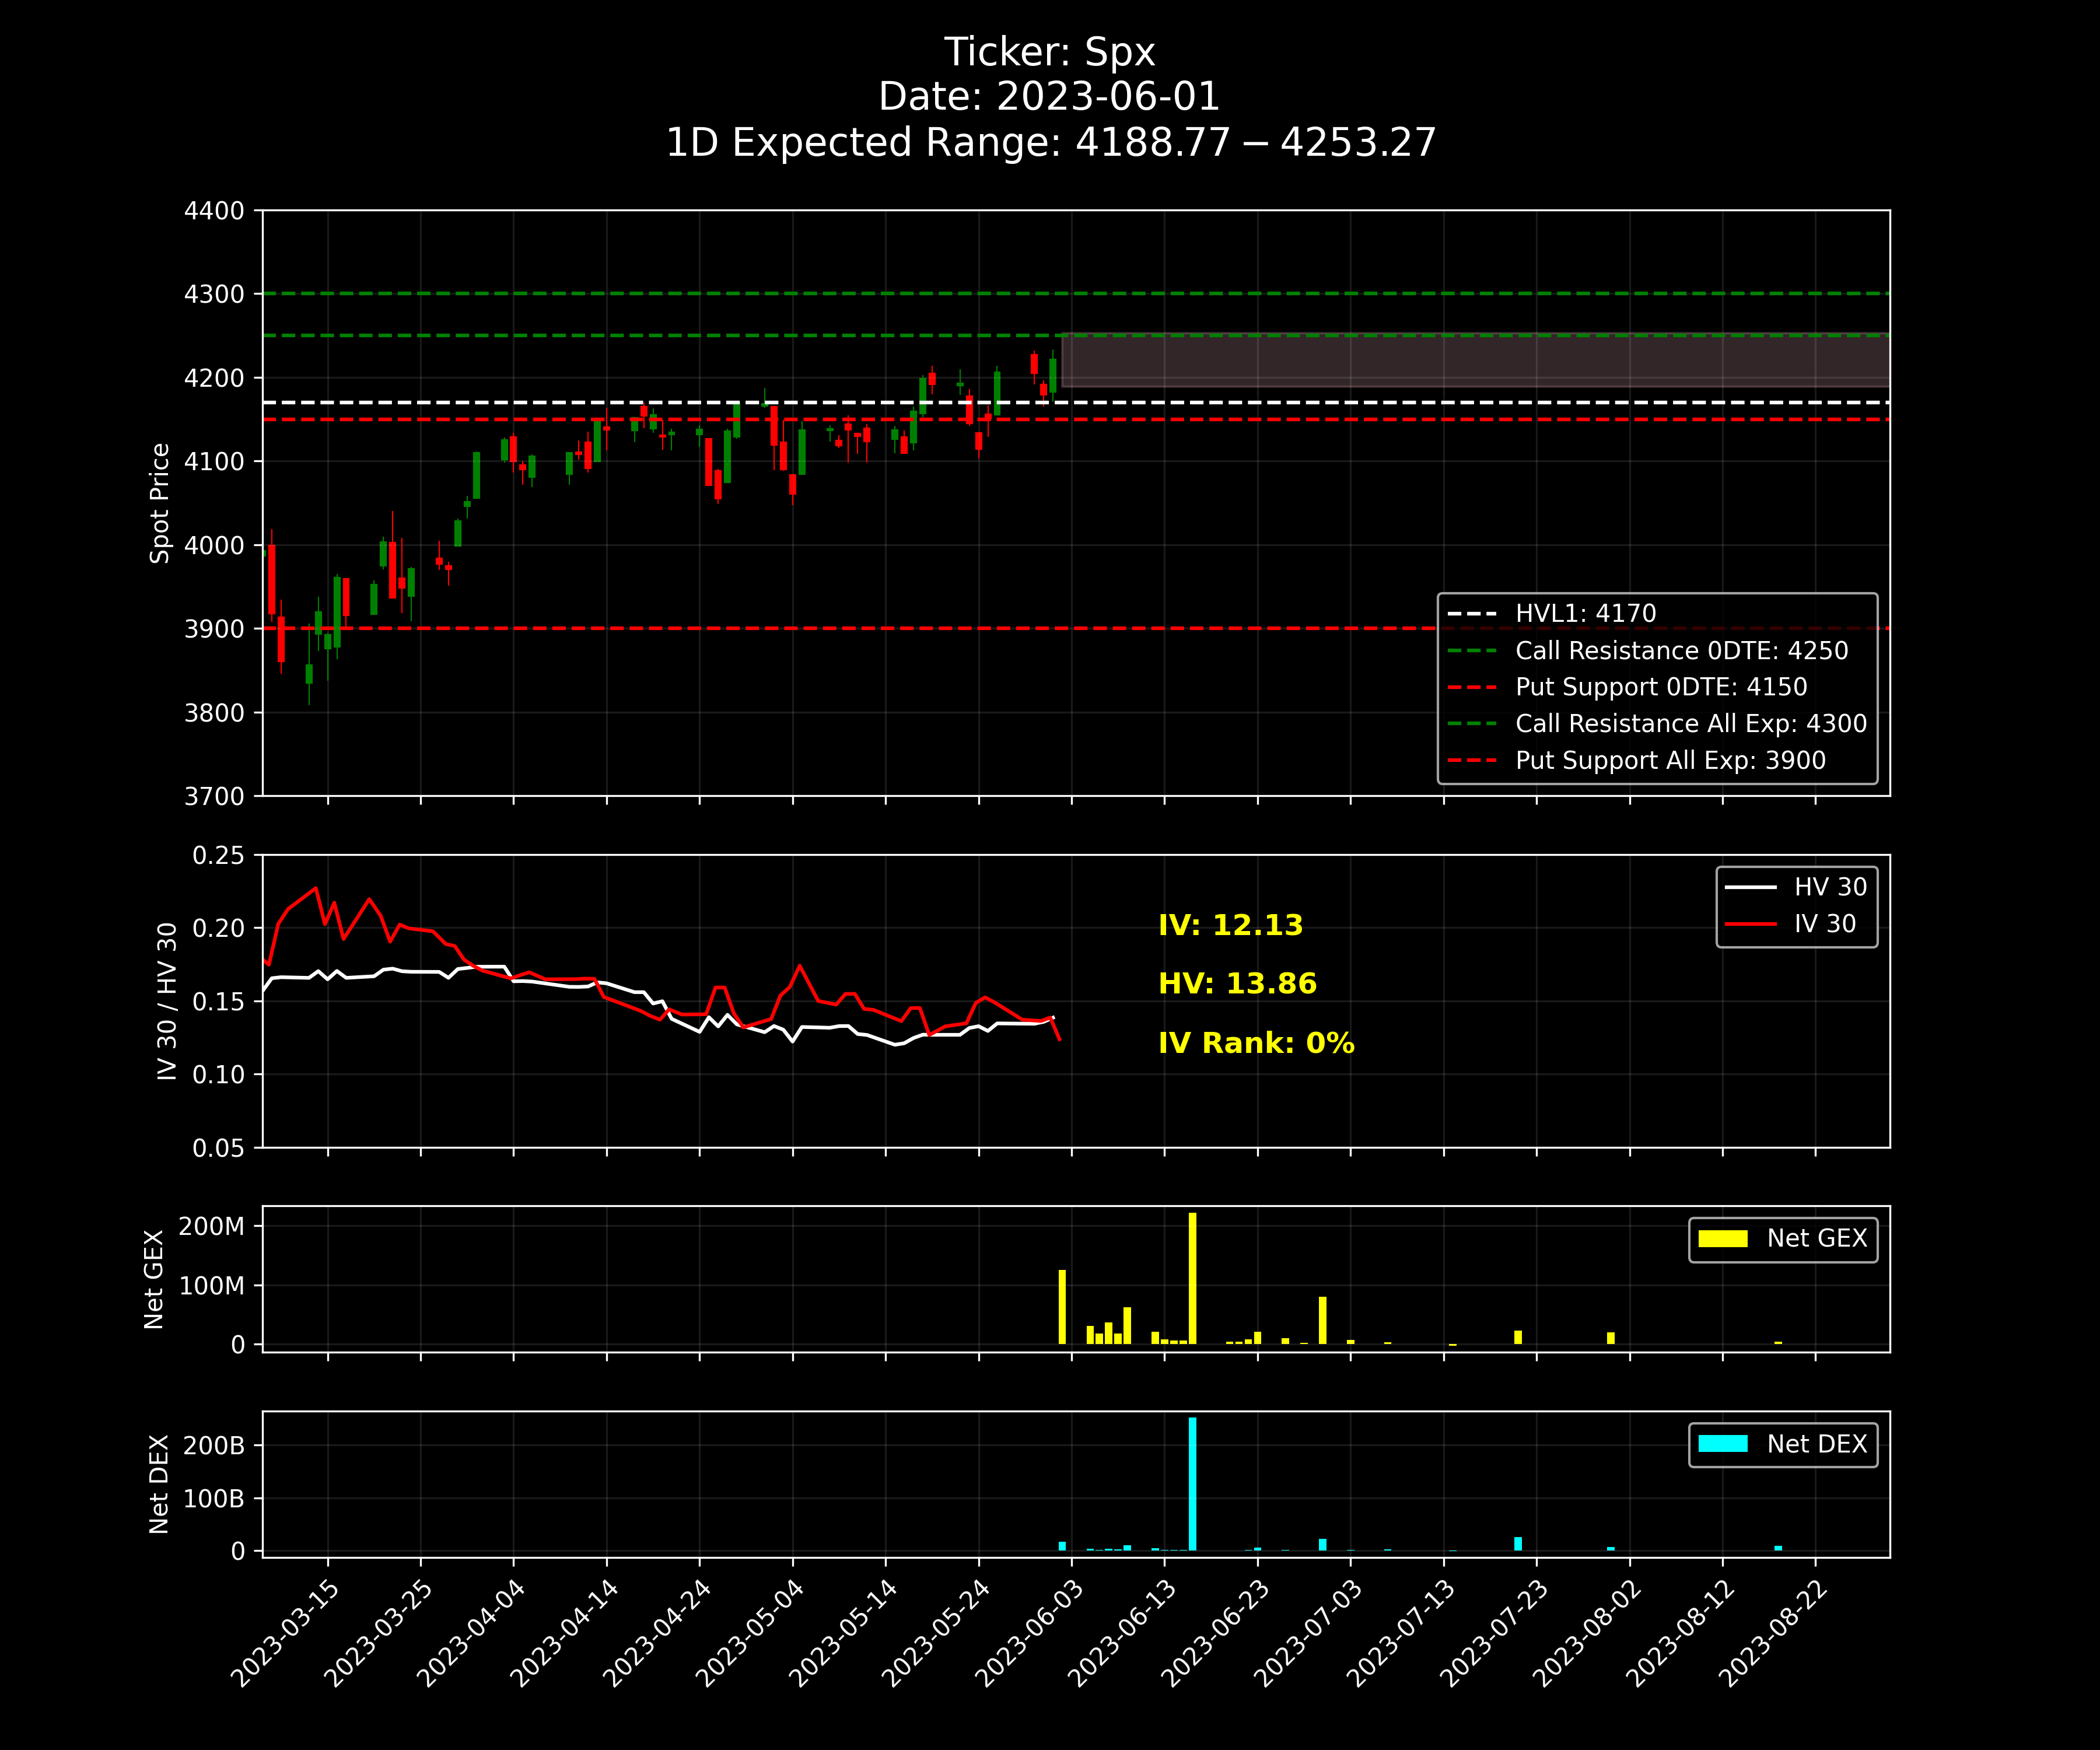 Ticker: Spx
Date: 2023-06-01
1D Expected Range: 4188.77 − 4253.27
Spot Price
4400
4300
4200
4100
4000
3900
3800
3700
HVL1: 4170
Call Resistance 0DTE: 4250
Put Support 0DTE: 4150
Call Resistance All Exp: 4300
Put Support All Exp: 3900
IV 30 / HV 30
0.25
0.20
0.15
0.10
0.05
IV: 12.13
HV: 13.86
IV Rank: 0%
HV 30
IV 30
Net GEX
200M
100M
0
Net GEX
Net DEX
200B
100B
0
Net DEX
2023-03-15
2023-03-25
2023-04-04
2023-04-14
2023-04-24
2023-05-04
2023-05-14
2023-05-24
2023-06-03
2023-06-13
2023-06-23
2023-07-03
2023-07-13
2023-07-23
2023-08-02
2023-08-12
2023-08-22